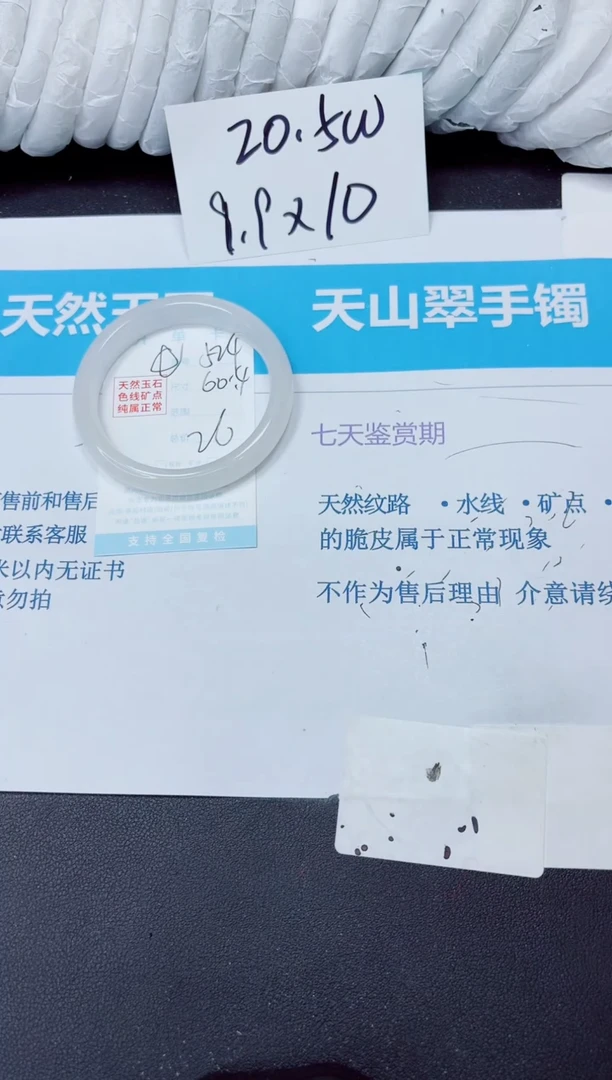 20.5W
9.9x10
天然玉
天山翠手镯
524
60.4
天然玉石
色线矿点
纯属正常
26
支持全国复检
售前和售后
联系客服
米以内无证书
勿拍
七天鉴赏期
天然纹路 • 水线 • 矿点 •
的脆皮属于正常现象
不作为售后理由 介意请绕